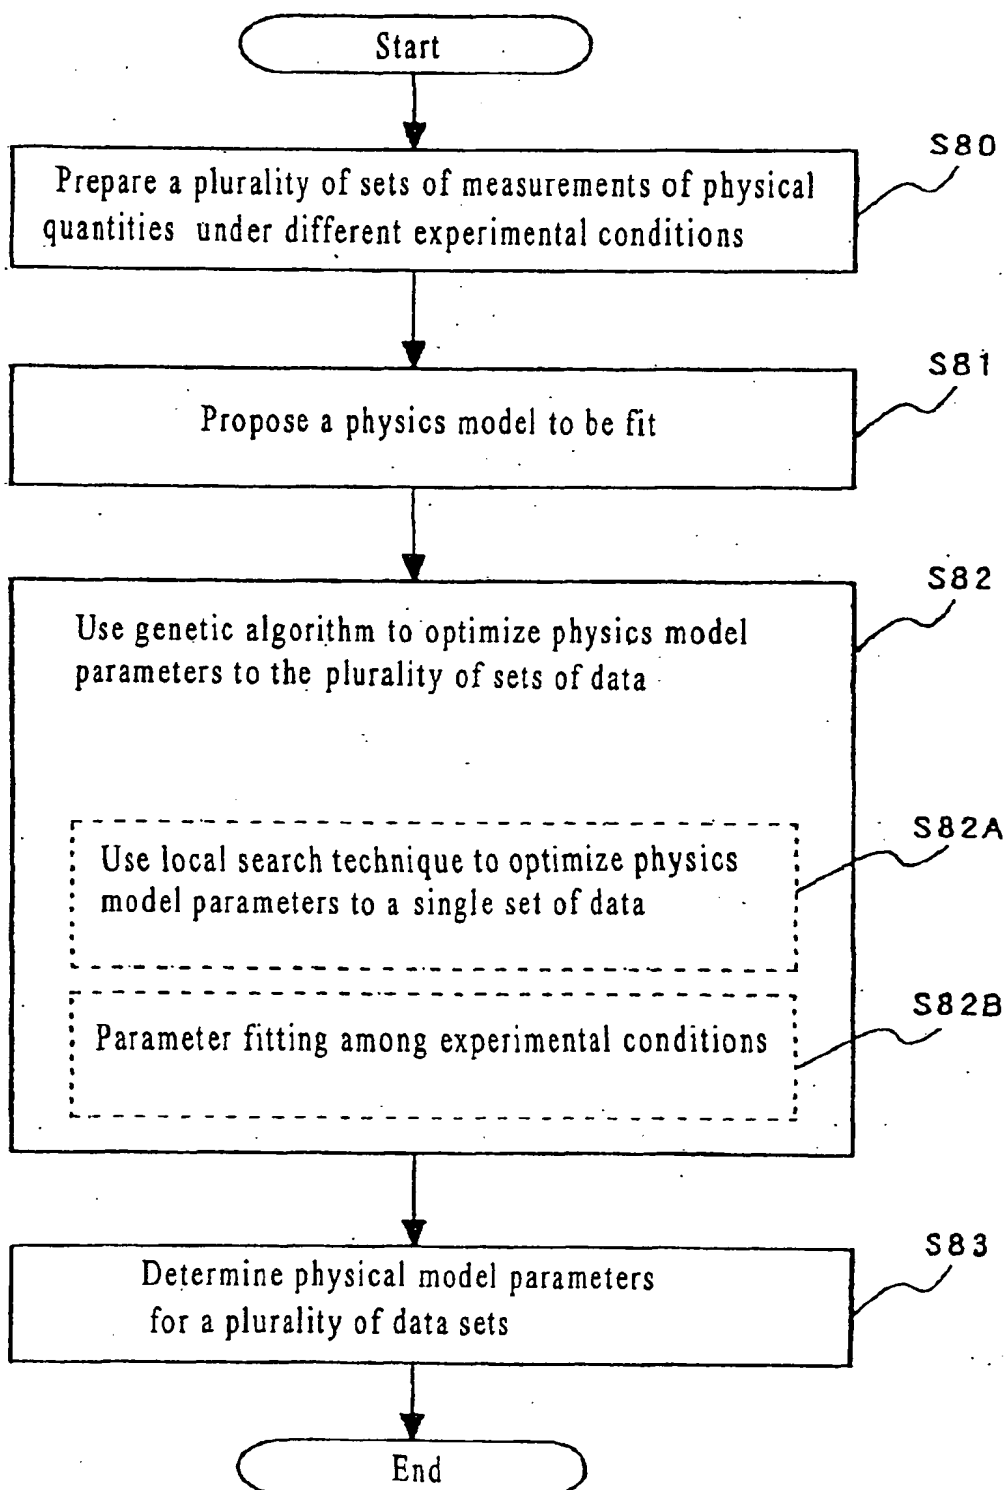 Start
S80
Prepare a plurality of sets of measurements of physical
quantities under different experimental conditions
S81
Propose a physics model to be fit
S82
Use genetic algorithm to optimize physics model
parameters to the plurality of sets of data
S82A
Use local search technique to optimize physics
model parameters to a single set of data
S82B
Parameter fitting among experimental conditions
S83
Determine physical model parameters
for a plurality of data sets
End